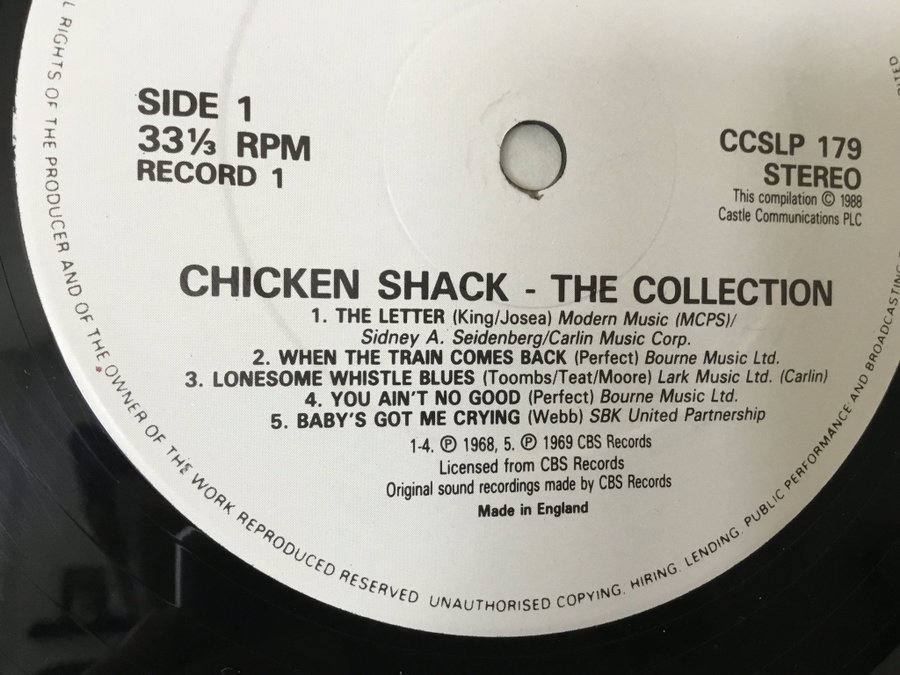 SIDE 1
33⅓ RPM
RECORD 1
CCSLP 179
STEREO
This compilation © 1988
Castle Communications PLC
CHICKEN SHACK - THE COLLECTION
1. THE LETTER (King/Josea) Modern Music (MCPS)/
Sidney A. Seidenberg/Carlin Music Corp.
2. WHEN THE TRAIN COMES BACK (Perfect) Bourne Music Ltd.
3. LONESOME WHISTLE BLUES (Toombs/Teat/Moore) Lark Music Ltd. (Carlin)
4. YOU AIN'T NO GOOD (Perfect) Bourne Music Ltd.
5. BABY'S GOT ME CRYING (Webb) SBK United Partnership
1-4. ℗ 1968, 5. ℗ 1969 CBS Records
Licensed from CBS Records
Original sound recordings made by CBS Records
Made in England
RIGHTS OF THE PRODUCER AND OF THE OWNER OF THE WORK REPRODUCED RESERVED UNAUTHORISED COPYING. HIRING. LENDING. PUBLIC PERFORMANCE AND BROADCASTING